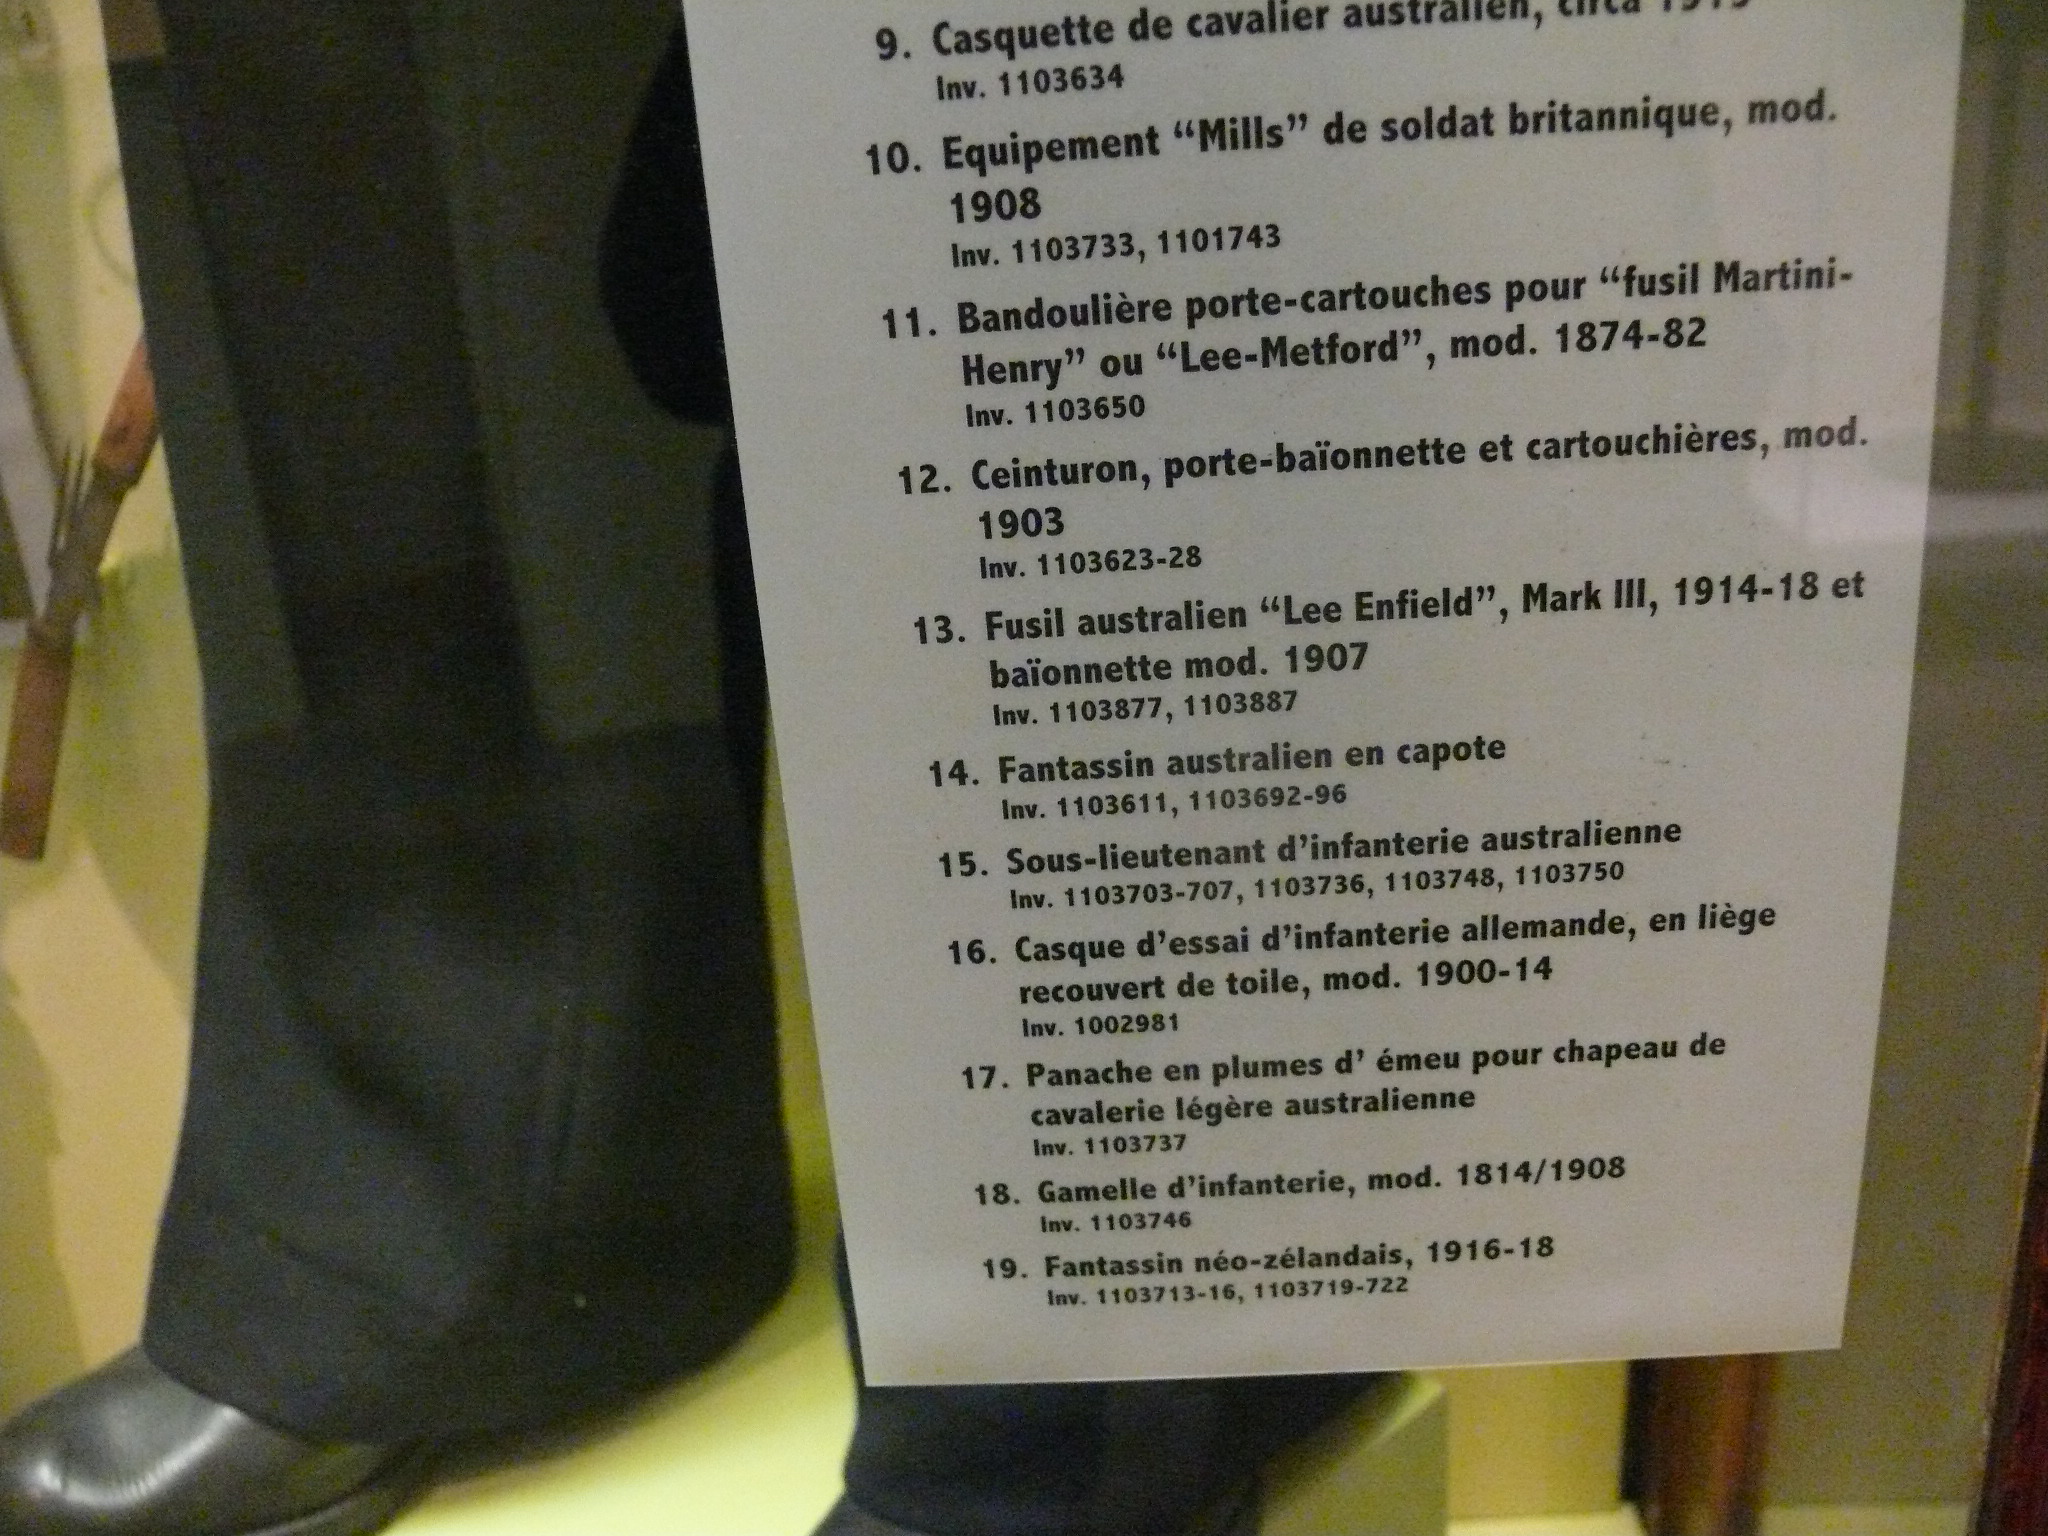 9. Casquette de cavalier australien, circa
Inv. 1103634
10. Equipement “Mills” de soldat britannique, mod.
1908
Inv. 1103733, 1101743
11. Bandoulière porte-cartouches pour “fusil Martini-
Henry” ou “Lee-Metford”, mod. 1874-82
Inv. 1103650
12. Ceinturon, porte-baïonnette et cartouchières, mod.
1903
Inv. 1103623-28
13. Fusil australien “Lee Enfield”, Mark III, 1914-18 et
baïonnette mod. 1907
Inv. 1103877, 1103887
14. Fantassin australien en capote
Inv. 1103611, 1103692-96
15. Sous-lieutenant d’infanterie australienne
Inv. 1103703-707, 1103736, 1103748, 1103750
16. Casque d’essai d’infanterie allemande, en liège
recouvert de toile, mod. 1900-14
Inv. 1002981
17. Panache en plumes d’ émeu pour chapeau de
cavalerie légère australienne
Inv. 1103737
18. Gamelle d’infanterie, mod. 1814/1908
Inv. 1103746
19. Fantassin néo-zélandais, 1916-18
Inv. 1103713-16, 1103719-722